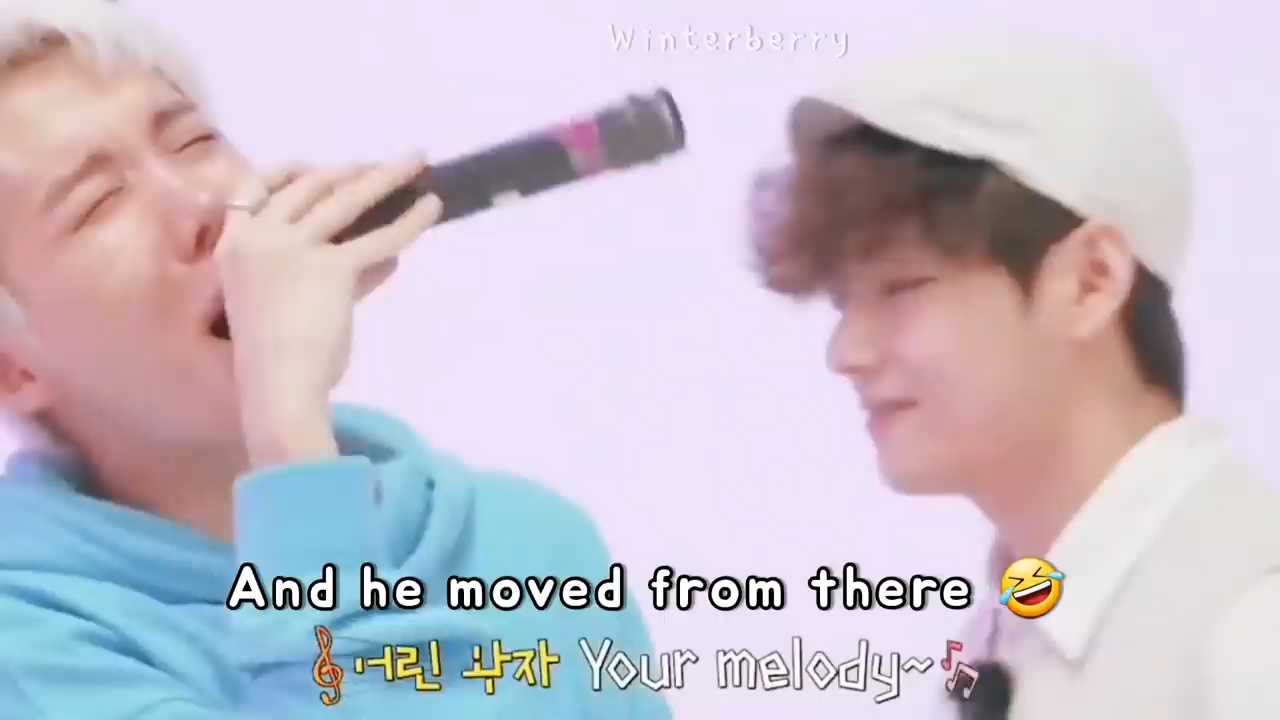 Winterberry
And he moved from there 🤣
어린 왕자 Your melody~